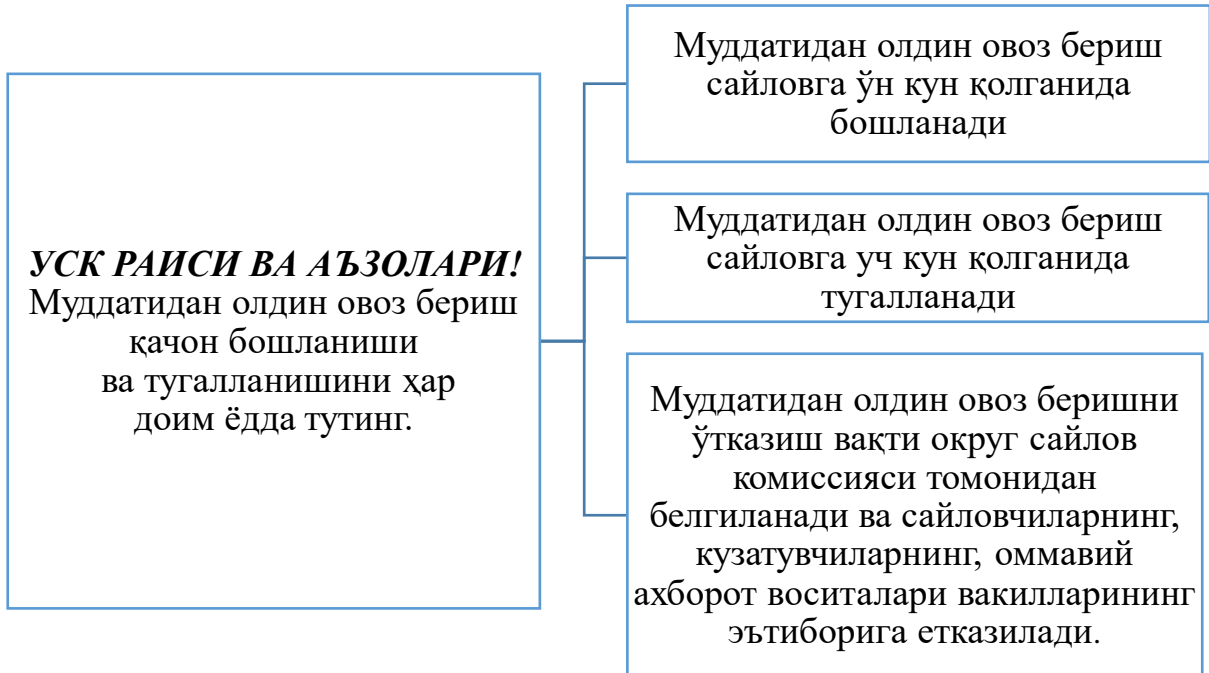 УСК РАИСИ ВА АЪЗОЛАРИ!
Муддатидан олдин овоз бериш
қачон бошланиши
ва тугалланишини ҳар
доим ёдда тутинг.
Муддатидан олдин овоз бериш
сайловга ўн кун қолганида
бошланади
Муддатидан олдин овоз бериш
сайловга уч кун қолганида
тугалланади
Муддатидан олдин овоз беришни
ўтказиш вақти округ сайлов
комиссияси томонидан
белгиланади ва сайловчиларнинг,
кузатувчиларнинг, оммавий
ахборот воситалари вакилларининг
эътиборига етказилади.